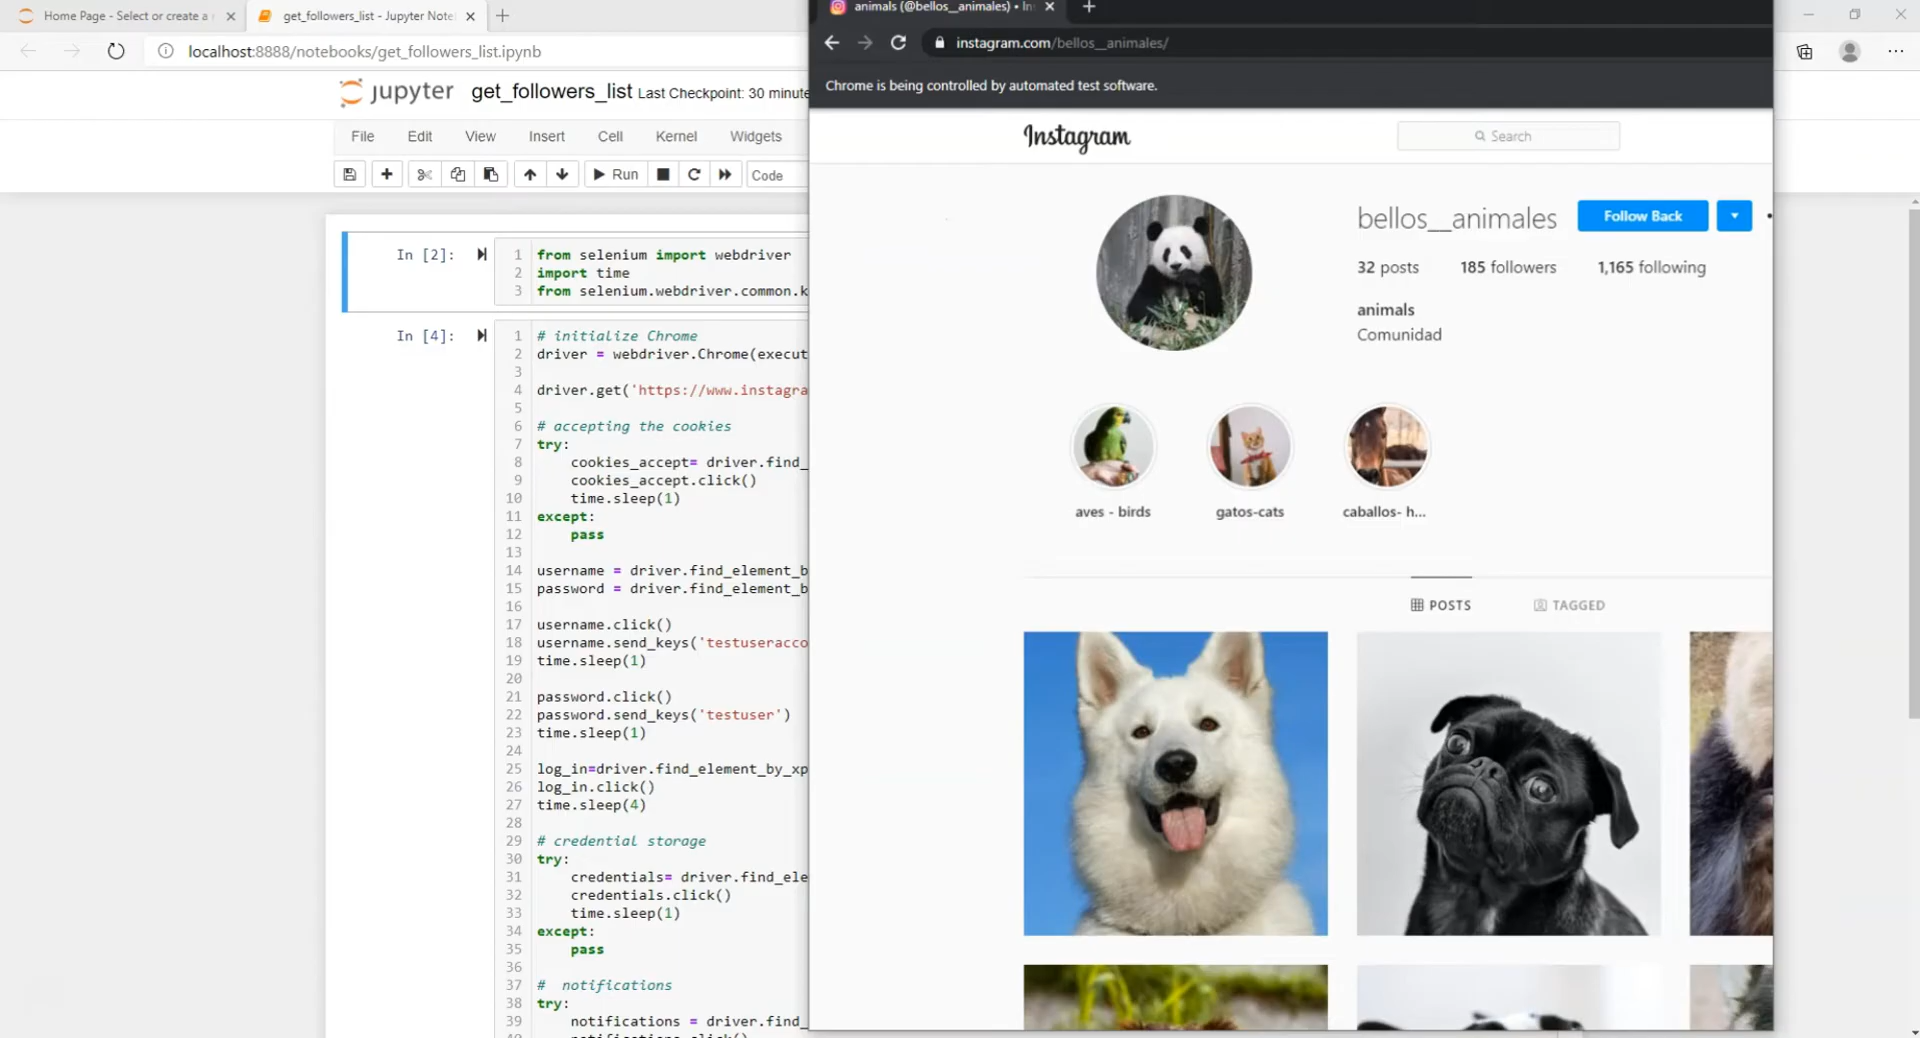 Home Page - Select or create a
get_followers_list - Jupyter Note
localhost:8888/notebooks/get_followers_list.ipynb
jupyter get_followers_list Last Checkpoint: 30 minute
File Edit View Insert Cell Kernel Widgets
Run Code
In [2]:
1 from selenium import webdriver
2 import time
3 from selenium.webdriver.common.k
In [4]:
1 # initialize Chrome
2 driver = webdriver.Chrome(execut
3
4 driver.get('https://www.instagra
5
6 # accepting the cookies
7 try:
8 cookies_accept= driver.find_
9 cookies_accept.click()
10 time.sleep(1)
11 except:
12 pass
13
14 username = driver.find_element_b
15 password = driver.find_element_b
16
17 username.click()
18 username.send_keys('testuseracco
19 time.sleep(1)
20
21 password.click()
22 password.send_keys('testuser')
23 time.sleep(1)
24
25 log_in=driver.find_element_by_xp
26 log_in.click()
27 time.sleep(4)
28
29 # credential storage
30 try:
31 credentials= driver.find_ele
32 credentials.click()
33 time.sleep(1)
34 except:
35 pass
36
37 # notifications
38 try:
39 notifications = driver.find_
animals (@bellos__animales) • In
instagram.com/bellos__animales/
Chrome is being controlled by automated test software.
Instagram
Search
bellos__animales Follow Back
32 posts 185 followers 1,165 following
animals
Comunidad
aves - birds gatos-cats caballos- h...
POSTS TAGGED